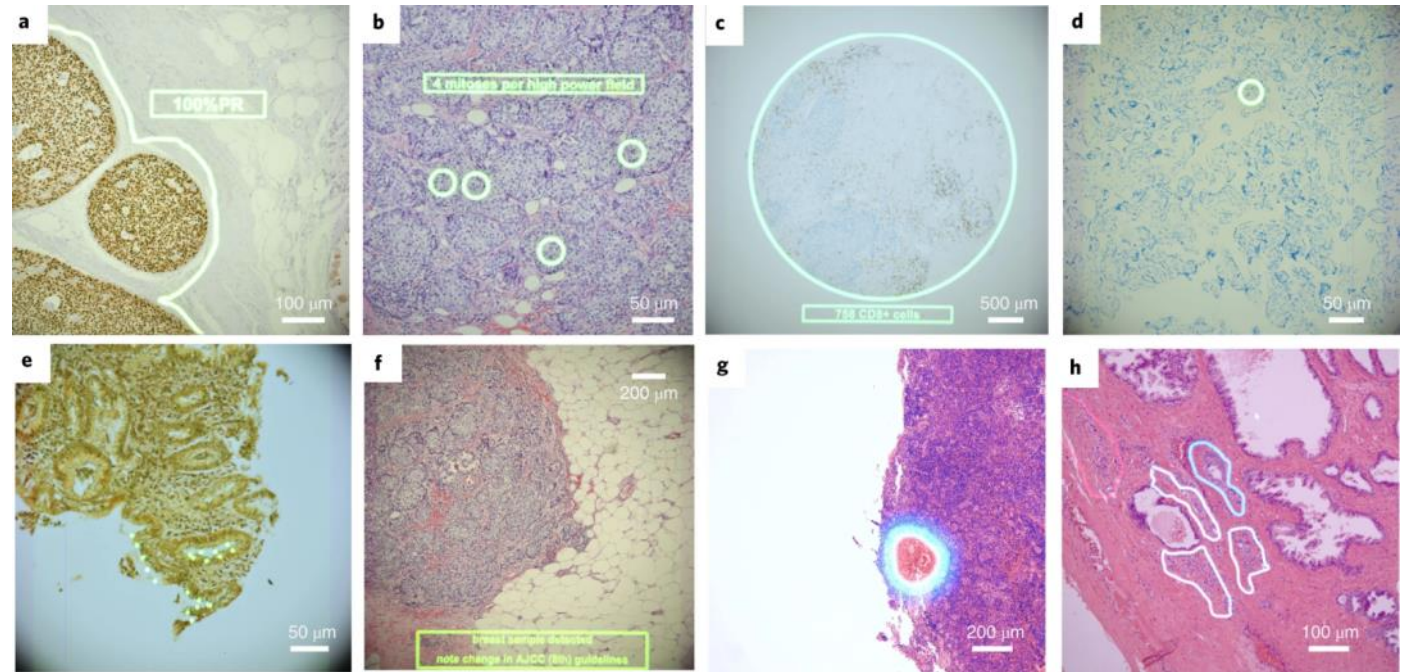 a
100%PR
100 μm
b
4 mitoses per high power field
50 μm
c
758 CD8+ cells
500 μm
d
50 μm
e
50 μm
f
200 μm
breast sample detected
note change in AJCC (8th) guidelines
g
200 μm
h
100 μm